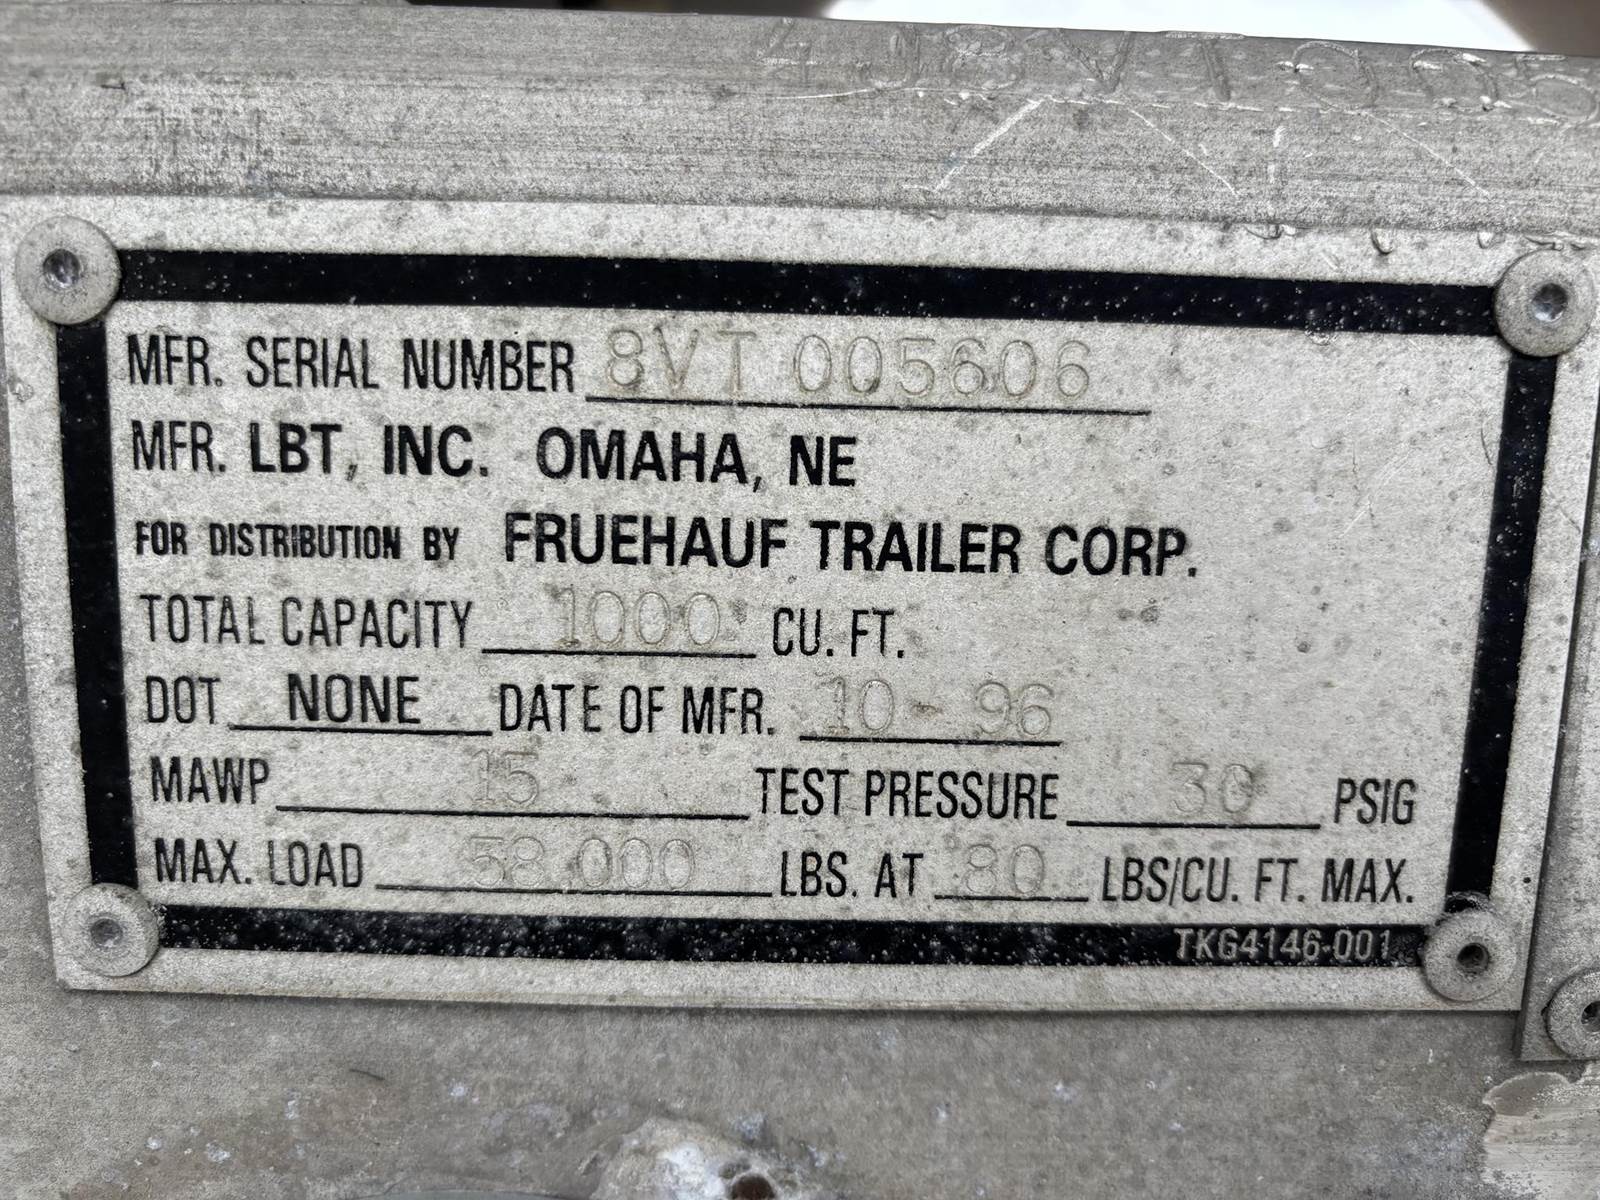 MFR. SERIAL NUMBER 8VT 005606
MFR. LBT, INC. OMAHA, NE
FOR DISTRIBUTION BY FRUEHAUF TRAILER CORP.
TOTAL CAPACITY 1000 CU. FT.
DOT NONE DATE OF MFR. 10-96
MAWP 15 TEST PRESSURE 30 PSIG
MAX. LOAD 58 000 LBS. AT 80 LBS/CU. FT. MAX.
TKG4146-001